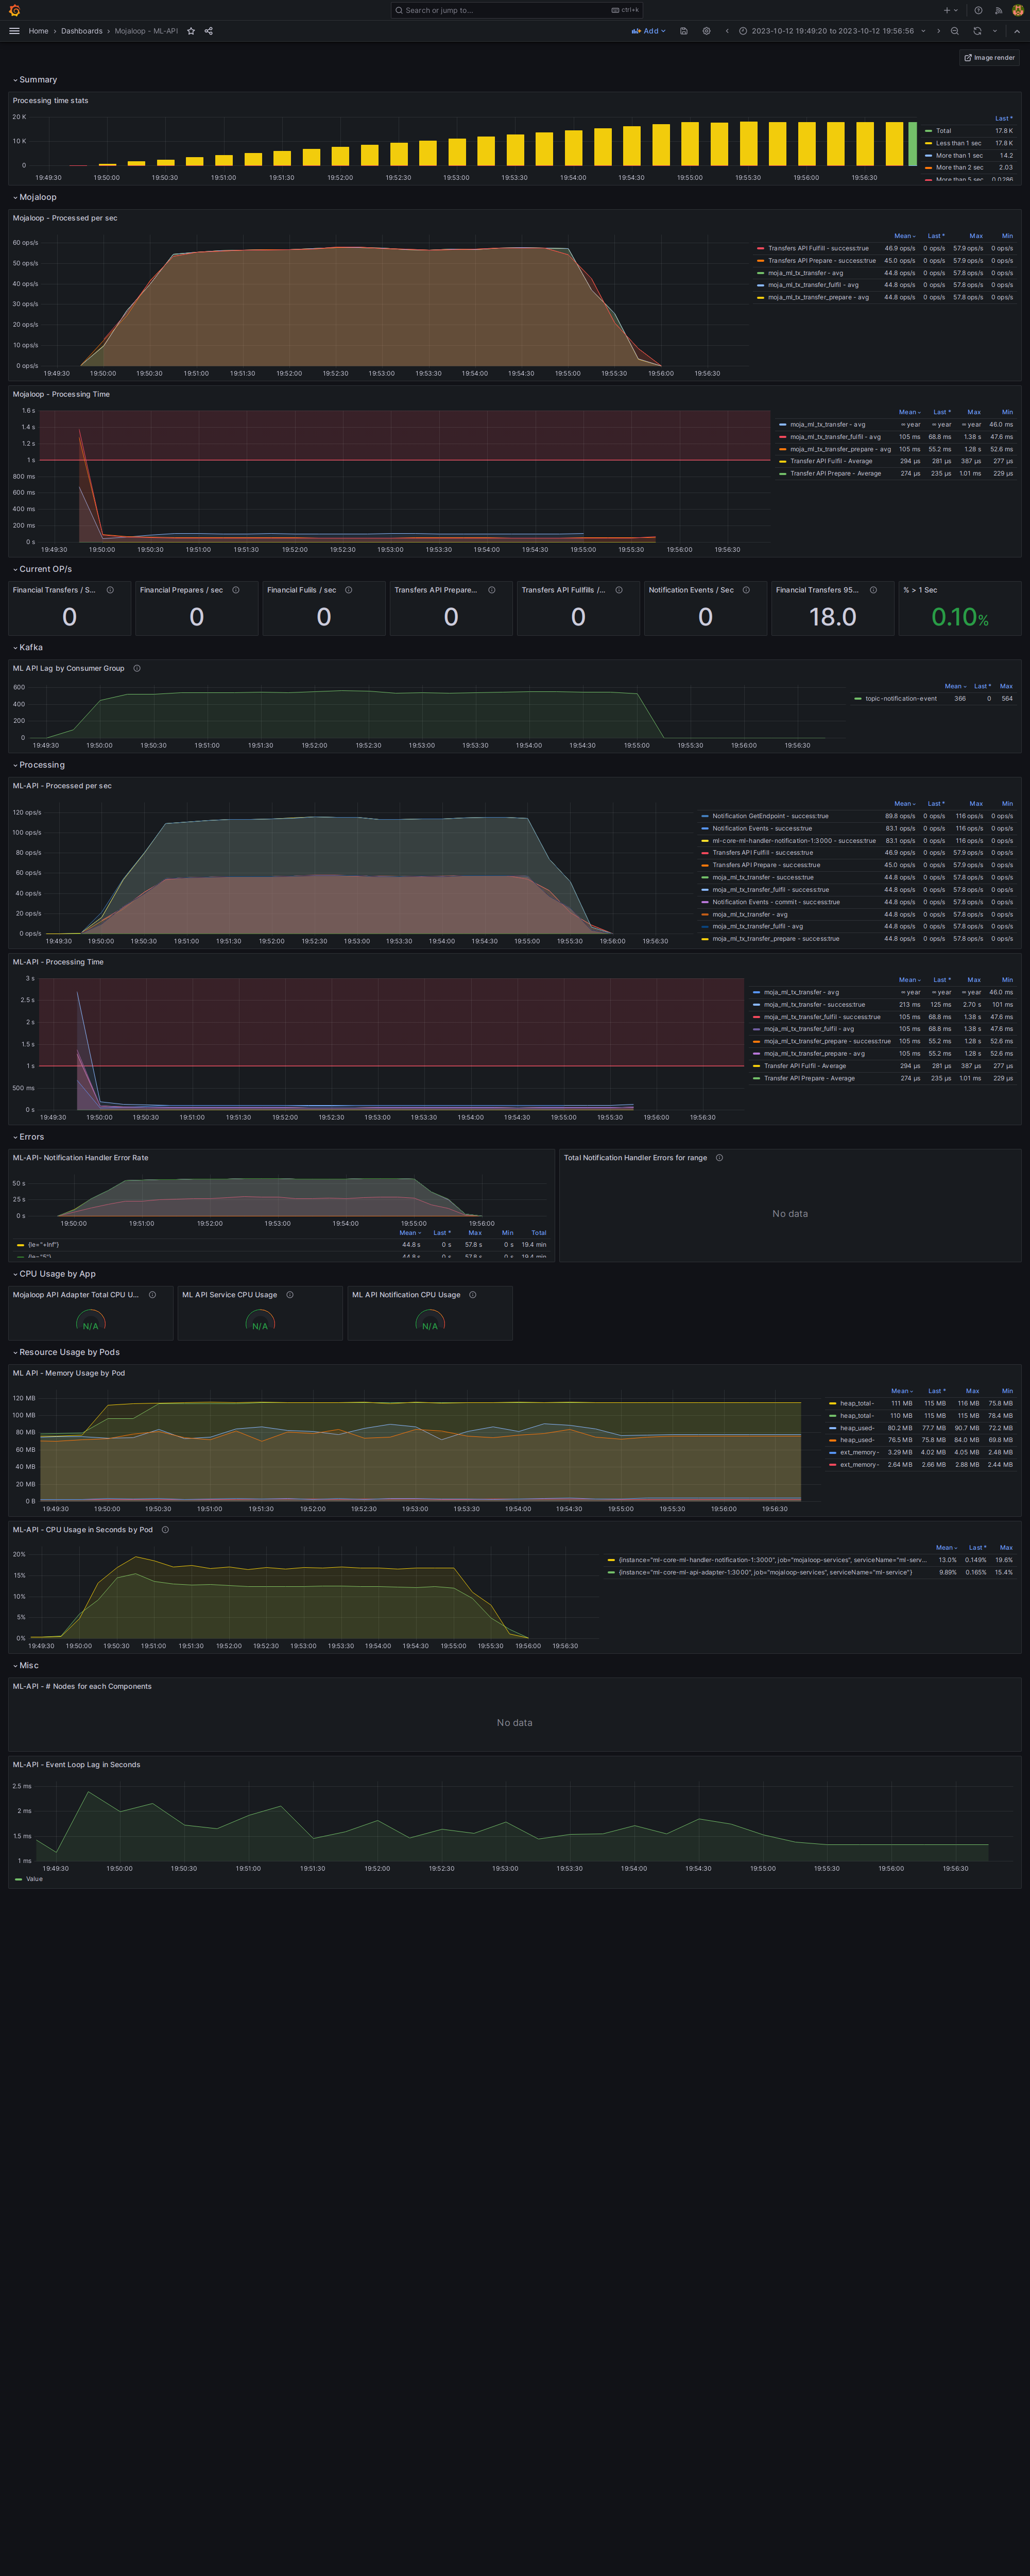 Search or jump to...
ctrl+k
Home › Dashboards › Mojaloop - ML-API
Add
2023-10-12 19:49:20 to 2023-10-12 19:56:56
Image render
Summary
Processing time stats
20 K
10 K
0
19:49:30 19:50:00 19:50:30 19:51:00 19:51:30 19:52:00 19:52:30 19:53:00 19:53:30 19:54:00 19:54:30 19:55:00 19:55:30 19:56:00 19:56:30
Last *
Total 17.8 K
Less than 1 sec 17.8 K
More than 1 sec 14.2
More than 2 sec 2.03
More than 5 sec 0.0286
Mojaloop
Mojaloop - Processed per sec
60 ops/s
50 ops/s
40 ops/s
30 ops/s
20 ops/s
10 ops/s
0 ops/s
19:49:30 19:50:00 19:50:30 19:51:00 19:51:30 19:52:00 19:52:30 19:53:00 19:53:30 19:54:00 19:54:30 19:55:00 19:55:30 19:56:00 19:56:30
Mean Last * Max Min
Transfers API Fulfill - success:true 46.9 ops/s 0 ops/s 57.9 ops/s 0 ops/s
Transfers API Prepare - success:true 45.0 ops/s 0 ops/s 57.9 ops/s 0 ops/s
moja_ml_tx_transfer - avg 44.8 ops/s 0 ops/s 57.8 ops/s 0 ops/s
moja_ml_tx_transfer_fulfil - avg 44.8 ops/s 0 ops/s 57.8 ops/s 0 ops/s
moja_ml_tx_transfer_prepare - avg 44.8 ops/s 0 ops/s 57.8 ops/s 0 ops/s
Mojaloop - Processing Time
1.6 s
1.4 s
1.2 s
1 s
800 ms
600 ms
400 ms
200 ms
0 s
19:49:30 19:50:00 19:50:30 19:51:00 19:51:30 19:52:00 19:52:30 19:53:00 19:53:30 19:54:00 19:54:30 19:55:00 19:55:30 19:56:00 19:56:30
Mean Last * Max Min
moja_ml_tx_transfer - avg ∞ year ∞ year ∞ year 46.0 ms
moja_ml_tx_transfer_fulfil - avg 105 ms 68.8 ms 1.38 s 47.6 ms
moja_ml_tx_transfer_prepare - avg 105 ms 55.2 ms 1.28 s 52.6 ms
Transfer API Fulfil - Average 294 µs 281 µs 387 µs 277 µs
Transfer API Prepare - Average 274 µs 235 µs 1.01 ms 229 µs
Current OP/s
Financial Transfers / S...
0
Financial Prepares / sec
0
Financial Fulils / sec
0
Transfers API Prepare...
0
Transfers API Fullfills /...
0
Notification Events / Sec
0
Financial Transfers 95...
18.0
% > 1 Sec
0.10%
Kafka
ML API Lag by Consumer Group
600
400
200
0
19:49:30 19:50:00 19:50:30 19:51:00 19:51:30 19:52:00 19:52:30 19:53:00 19:53:30 19:54:00 19:54:30 19:55:00 19:55:30 19:56:00 19:56:30
Mean Last * Max
topic-notification-event 366 0 564
Processing
ML-API - Processed per sec
120 ops/s
100 ops/s
80 ops/s
60 ops/s
40 ops/s
20 ops/s
0 ops/s
19:49:30 19:50:00 19:50:30 19:51:00 19:51:30 19:52:00 19:52:30 19:53:00 19:53:30 19:54:00 19:54:30 19:55:00 19:55:30 19:56:00 19:56:30
Mean Last * Max Min
Notification GetEndpoint - success:true 89.6 ops/s 0 ops/s 116 ops/s 0 ops/s
Notification Events - success:true 83.1 ops/s 0 ops/s 116 ops/s 0 ops/s
ml-core-ml-handler-notification-1:3000 - success:true 83.1 ops/s 0 ops/s 116 ops/s 0 ops/s
Transfers API Fulfill - success:true 46.9 ops/s 0 ops/s 57.9 ops/s 0 ops/s
Transfers API Prepare - success:true 45.0 ops/s 0 ops/s 57.9 ops/s 0 ops/s
moja_ml_tx_transfer - success:true 44.8 ops/s 0 ops/s 57.8 ops/s 0 ops/s
moja_ml_tx_transfer_fulfil - success:true 44.8 ops/s 0 ops/s 57.8 ops/s 0 ops/s
Notification Events - commit - success:true 44.8 ops/s 0 ops/s 57.8 ops/s 0 ops/s
moja_ml_tx_transfer - avg 44.8 ops/s 0 ops/s 57.8 ops/s 0 ops/s
moja_ml_tx_transfer_fulfil - avg 44.8 ops/s 0 ops/s 57.8 ops/s 0 ops/s
moja_ml_tx_transfer_prepare - success:true 44.8 ops/s 0 ops/s 57.8 ops/s 0 ops/s
ML-API - Processing Time
3 s
2.5 s
2 s
1.5 s
1 s
500 ms
0 s
19:49:30 19:50:00 19:50:30 19:51:00 19:51:30 19:52:00 19:52:30 19:53:00 19:53:30 19:54:00 19:54:30 19:55:00 19:55:30 19:56:00 19:56:30
Mean Last * Max Min
moja_ml_tx_transfer - avg ∞ year ∞ year ∞ year 46.0 ms
moja_ml_tx_transfer - success:true 213 ms 125 ms 2.70 s 101 ms
moja_ml_tx_transfer_fulfil - success:true 105 ms 68.8 ms 1.38 s 47.6 ms
moja_ml_tx_transfer_fulfil - avg 105 ms 68.8 ms 1.38 s 47.6 ms
moja_ml_tx_transfer_prepare - success:true 105 ms 55.2 ms 1.28 s 52.6 ms
moja_ml_tx_transfer_prepare - avg 105 ms 55.2 ms 1.28 s 52.6 ms
Transfer API Fulfil - Average 294 µs 281 µs 387 µs 277 µs
Transfer API Prepare - Average 274 µs 235 µs 1.01 ms 229 µs
Errors
ML-API- Notification Handler Error Rate
50 s
25 s
0 s
19:50:00 19:51:00 19:52:00 19:53:00 19:54:00 19:55:00 19:56:00
Mean Last * Max Min Total
{le="+Inf"} 44.8 s 0 s 57.8 s 0 s 19.4 min
{le="5"} 44.8 s 0 s 57.8 s 0 s 19.4 min
Total Notification Handler Errors for range
No data
CPU Usage by App
Mojaloop API Adapter Total CPU U...
N/A
ML API Service CPU Usage
N/A
ML API Notification CPU Usage
N/A
Resource Usage by Pods
ML API - Memory Usage by Pod
120 MB
100 MB
80 MB
60 MB
40 MB
20 MB
0 B
19:49:30 19:50:00 19:50:30 19:51:00 19:51:30 19:52:00 19:52:30 19:53:00 19:53:30 19:54:00 19:54:30 19:55:00 19:55:30 19:56:00 19:56:30
Mean Last * Max Min
heap_total- 111 MB 115 MB 116 MB 75.8 MB
heap_total- 110 MB 115 MB 115 MB 78.4 MB
heap_used- 80.2 MB 77.7 MB 90.7 MB 72.2 MB
heap_used- 76.5 MB 75.8 MB 84.0 MB 69.8 MB
ext_memory- 3.29 MB 4.02 MB 4.05 MB 2.48 MB
ext_memory- 2.64 MB 2.66 MB 2.88 MB 2.44 MB
ML-API - CPU Usage in Seconds by Pod
20%
15%
10%
5%
0%
19:49:30 19:50:00 19:50:30 19:51:00 19:51:30 19:52:00 19:52:30 19:53:00 19:53:30 19:54:00 19:54:30 19:55:00 19:55:30 19:56:00 19:56:30
Mean Last * Max
{instance="ml-core-ml-handler-notification-1:3000", job="mojaloop-services", serviceName="ml-serv... 13.0% 0.149% 19.6%
{instance="ml-core-ml-api-adapter-1:3000", job="mojaloop-services", serviceName="ml-service"} 9.89% 0.165% 15.4%
Misc
ML-API - # Nodes for each Components
No data
ML-API - Event Loop Lag in Seconds
2.5 ms
2 ms
1.5 ms
1 ms
19:49:30 19:50:00 19:50:30 19:51:00 19:51:30 19:52:00 19:52:30 19:53:00 19:53:30 19:54:00 19:54:30 19:55:00 19:55:30 19:56:00 19:56:30
Value